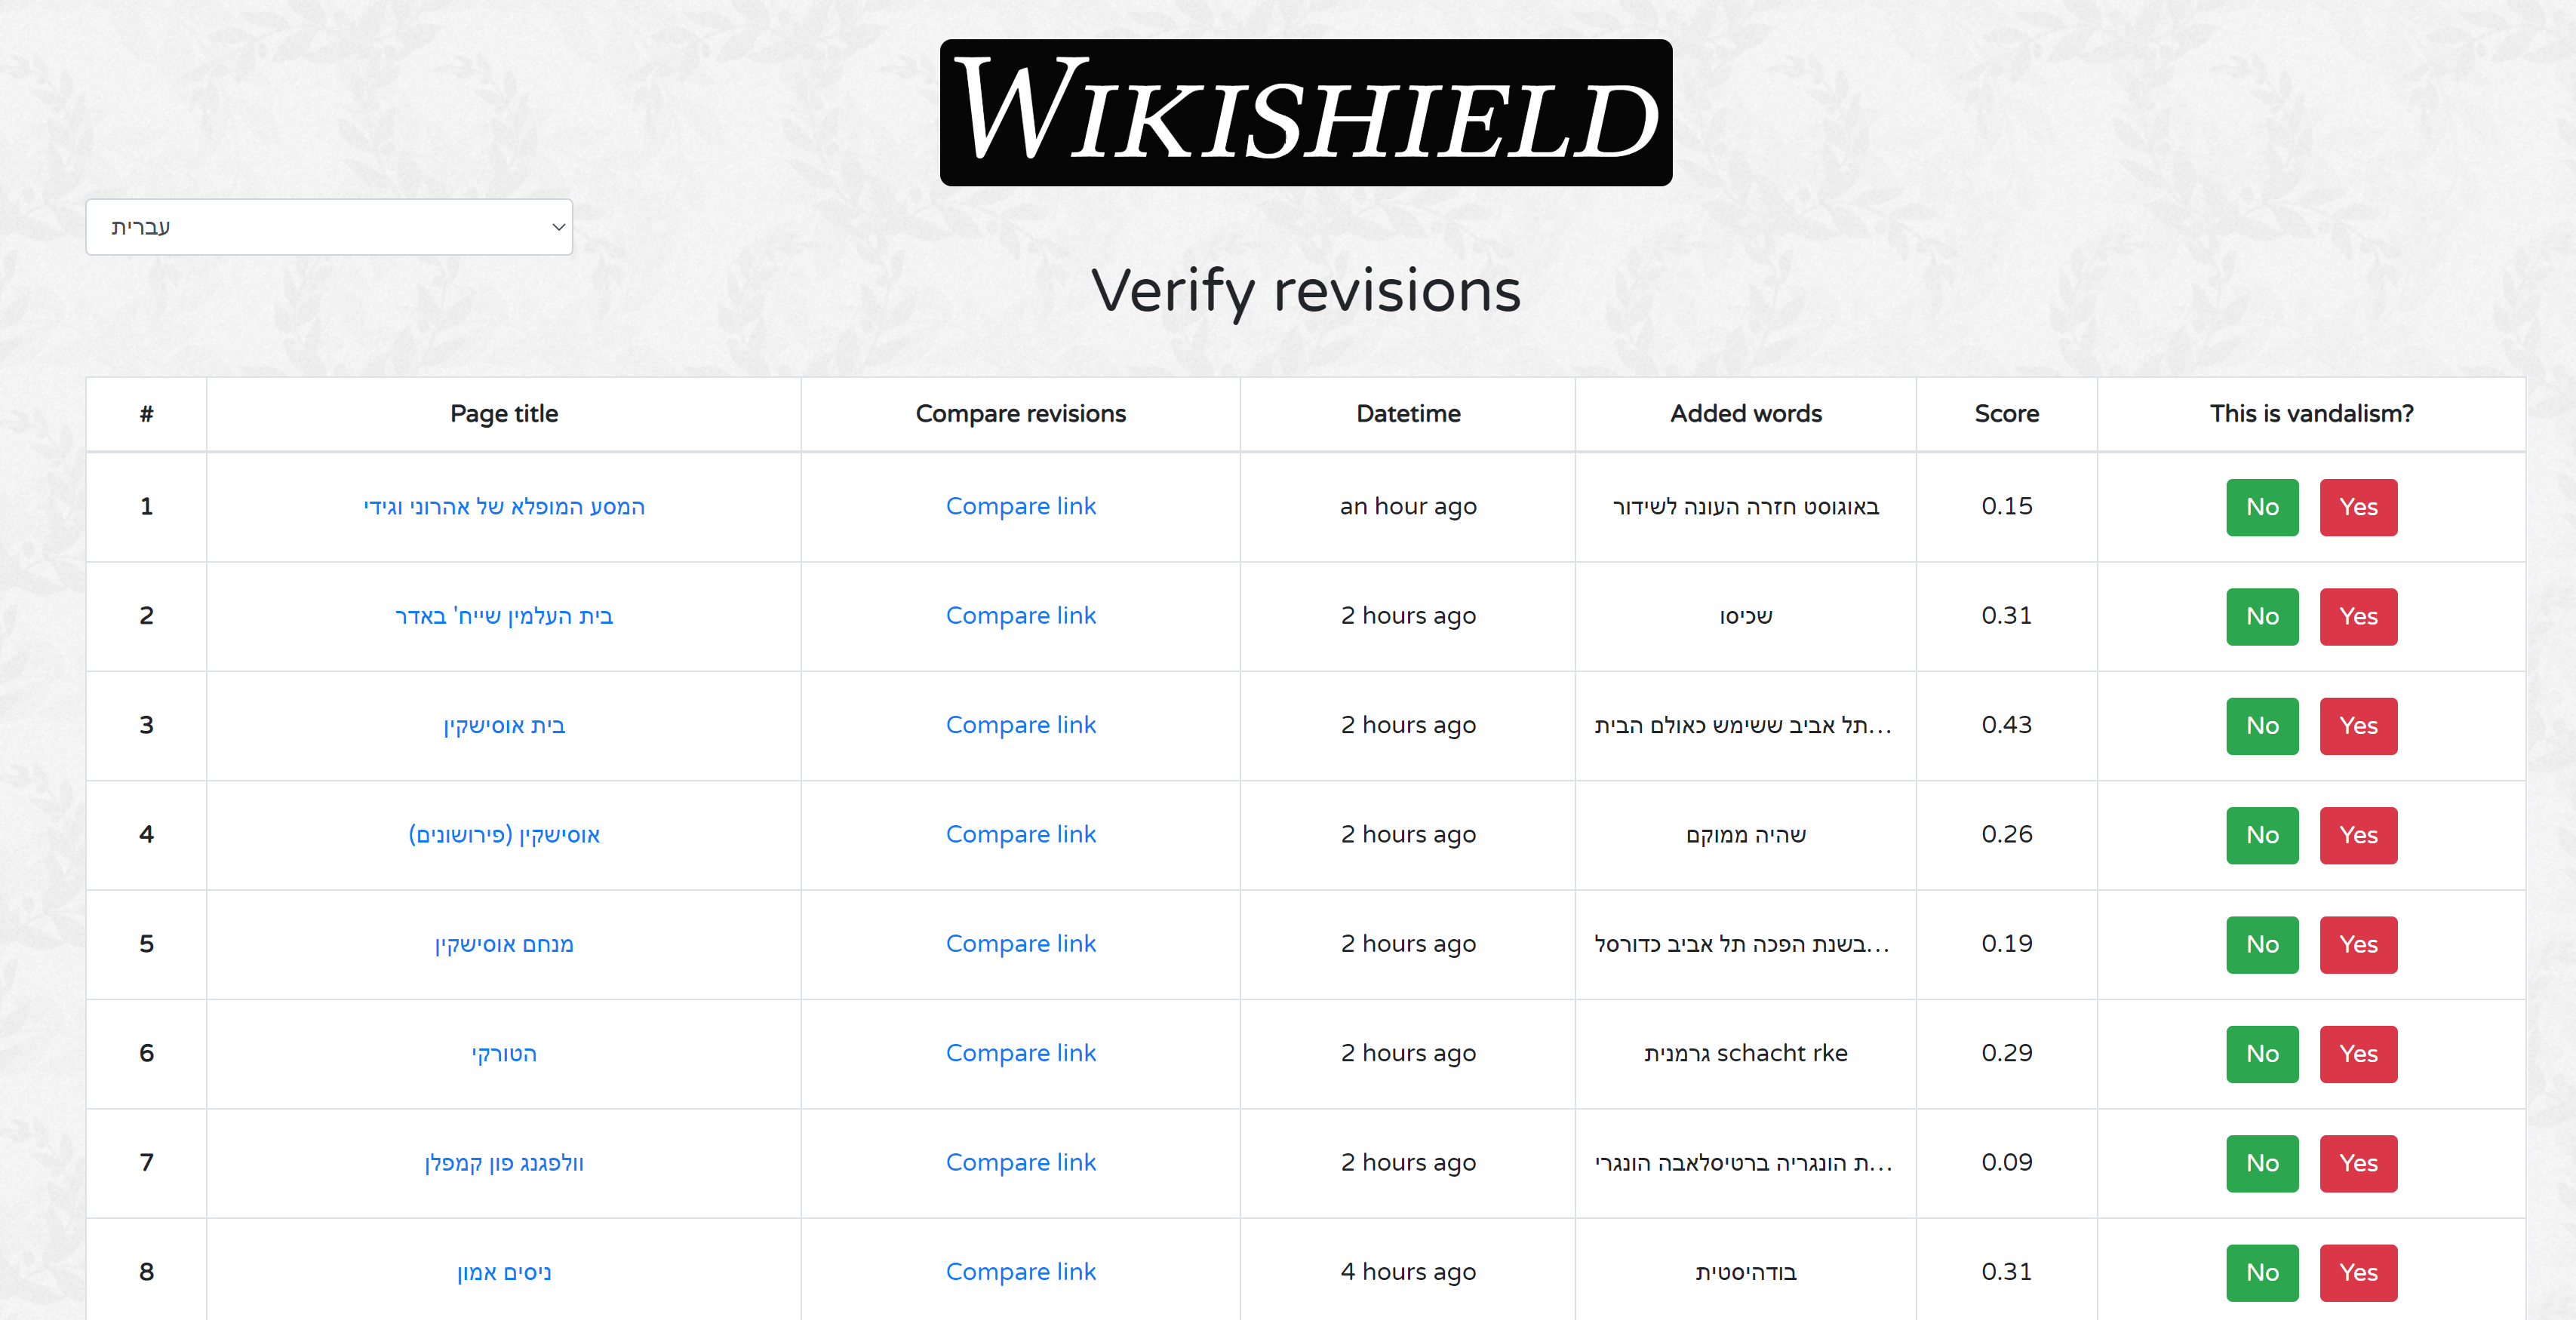 WIKISHIELD
עברית
Verify revisions
# Page title Compare revisions Datetime Added words Score This is vandalism?
1 המסע המופלא של אהרוני וגידי Compare link an hour ago באוגוסט חזרה העונה לשידור 0.15 No Yes
2 בית העלמין שייח' באדר Compare link 2 hours ago שכיסו 0.31 No Yes
3 בית אוסישקין Compare link 2 hours ago תל אביב ששימש כאולם הבית... 0.43 No Yes
4 אוסישקין (פירושונים) Compare link 2 hours ago שהיה ממוקם 0.26 No Yes
5 מנחם אוסישקין Compare link 2 hours ago בשנת הפכה תל אביב כדורסל... 0.19 No Yes
6 הטורקי Compare link 2 hours ago גרמנית schacht rke 0.29 No Yes
7 וולפגנג פון קמפלן Compare link 2 hours ago ת הונגריה ברטיסלאבה הונגרי... 0.09 No Yes
8 ניסים אמון Compare link 4 hours ago בודהיסטית 0.31 No Yes